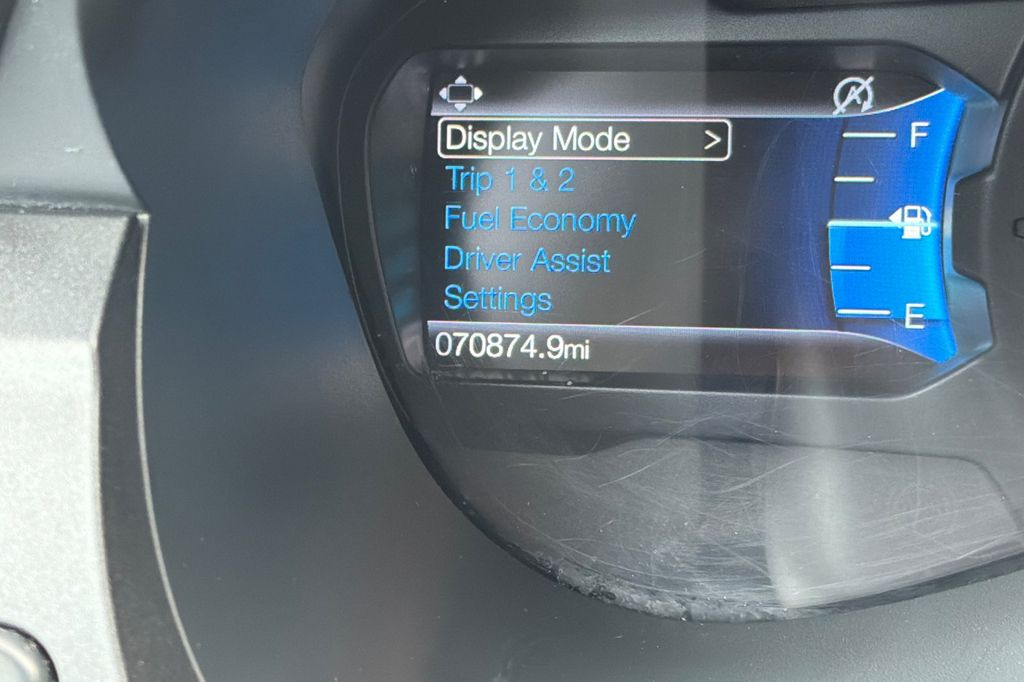 Display Mode >
Trip 1 & 2
Fuel Economy
Driver Assist
Settings
070874.9mi
A
F
E